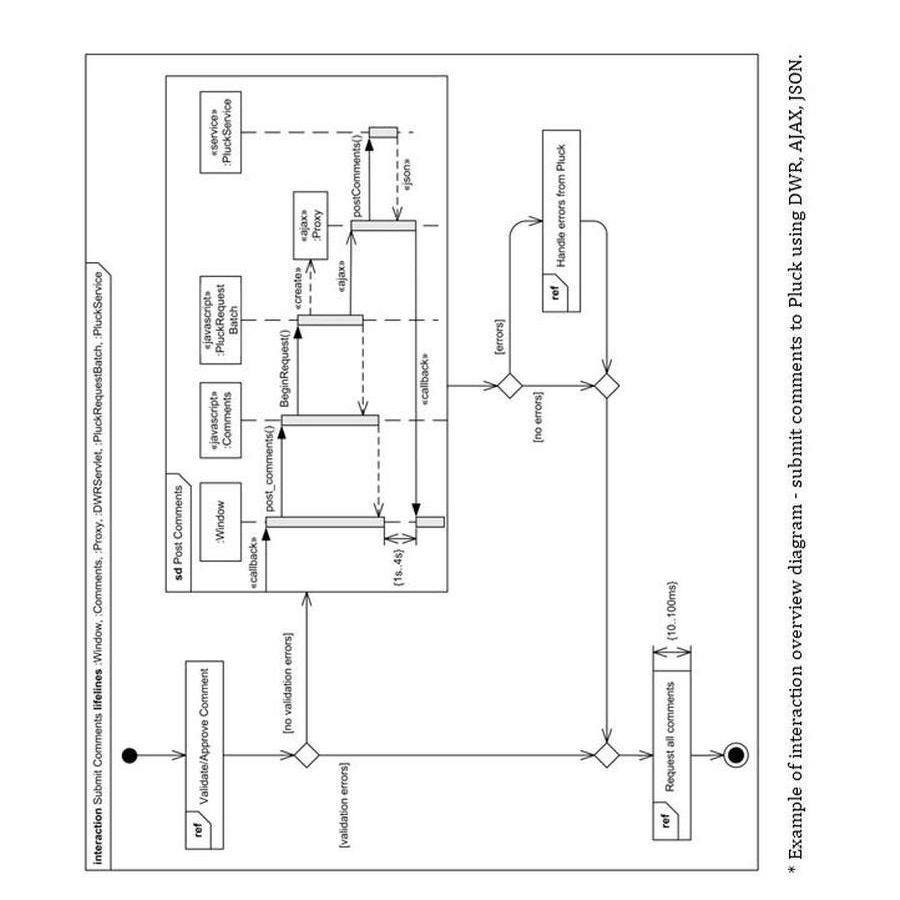 interaction Submit Comments lifelines :Window, :Comments, :Proxy, :DWRServlet, :PluckRequestBatch, :PluckService
ref
Validate/Approve Comment
[validation errors]
[no validation errors]
sd Post Comments
:Window
«javascript»
:Comments
«javascript»
:PluckRequest
Batch
«ajax»
:Proxy
«service»
:PluckService
«callback»
post_comments()
BeginRequest()
«create»
«ajax»
postComments()
«json»
{1s..4s}
«callback»
[no errors]
[errors]
ref
Handle errors from Pluck
ref
Request all comments
{10..100ms}
* Example of interaction overview diagram - submit comments to Pluck using DWR, AJAX, JSON.